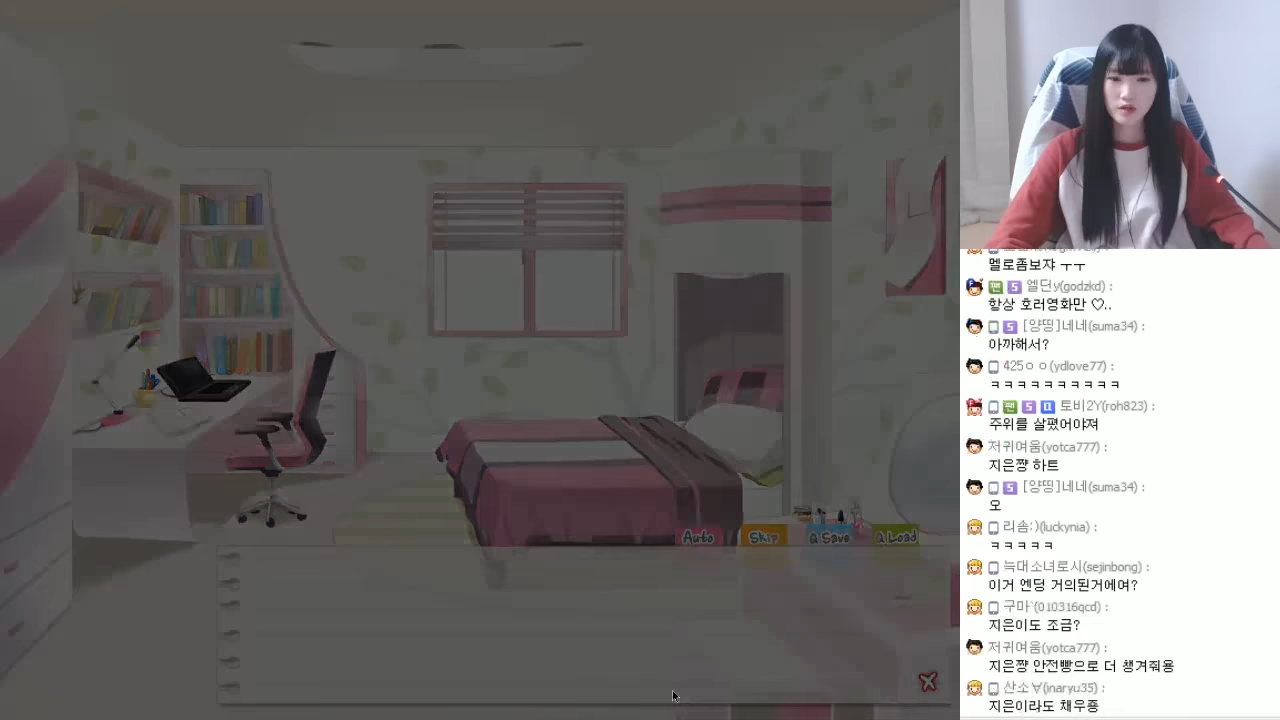 Auto
Skip
Q.Save
Q.Load
멜로좀보쟈 ㅜㅜ
팬 S 엘던y(godzkd) :
항상 호러영화만 ♡..
S [양띵]네네(suma34) :
아까해서?
425ㅇㅇ(ydlove77) :
ㅋㅋㅋㅋㅋㅋㅋㅋㅋㅋ
팬 S 토비2Y(roh823) :
주위를 살폈어야져
저귀여움(yotca777) :
지은쨩 하트
S [양띵]네네(suma34) :
오
리솜:)(luckynia) :
ㅋㅋㅋㅋㅋ
늑대소녀로시(sejinbong) :
이거 엔딩 거의된거에여?
구마`(010316qcd) :
지은이도 조금?
저귀여움(yotca777) :
지은쨩 안전빵으로 더 챙겨줘용
산소∀(inaryu35) :
지은이라도 채우죵